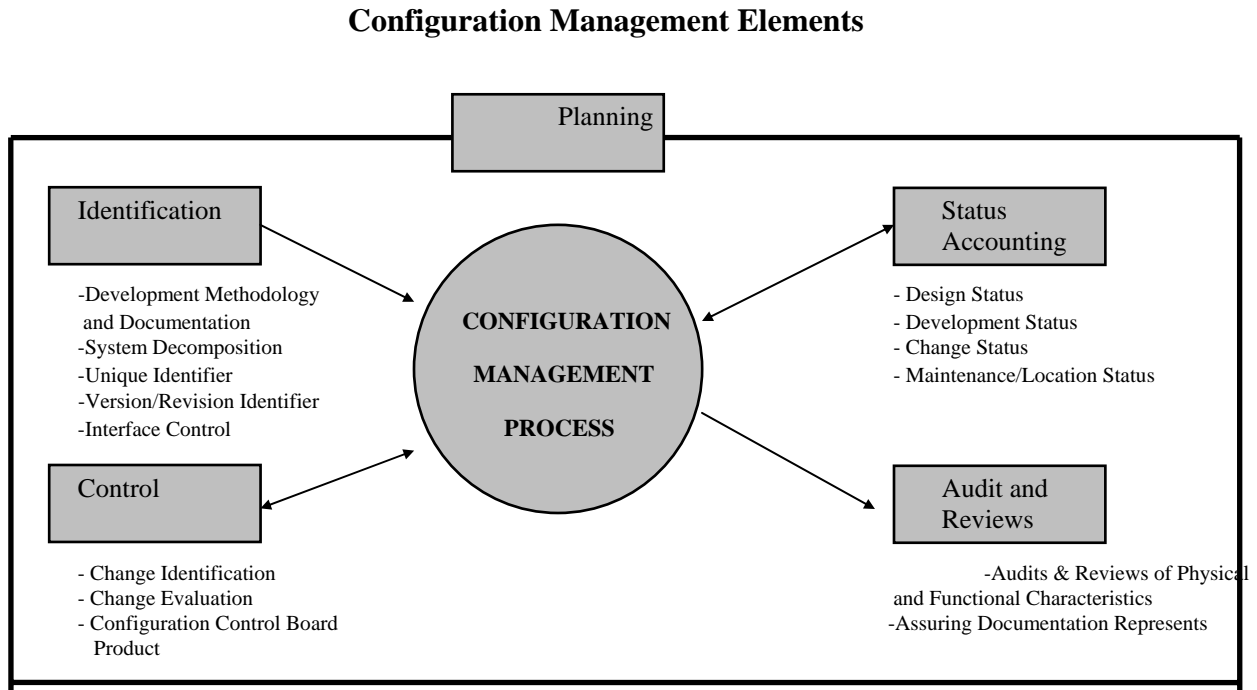 Configuration Management Elements
Planning
Identification
-Development Methodology
and Documentation
-System Decomposition
-Unique Identifier
-Version/Revision Identifier
-Interface Control
Control
- Change Identification
- Change Evaluation
- Configuration Control Board
Product
CONFIGURATION
MANAGEMENT
PROCESS
Status
Accounting
- Design Status
- Development Status
- Change Status
- Maintenance/Location Status
Audit and
Reviews
-Audits & Reviews of Physical
and Functional Characteristics
-Assuring Documentation Represents